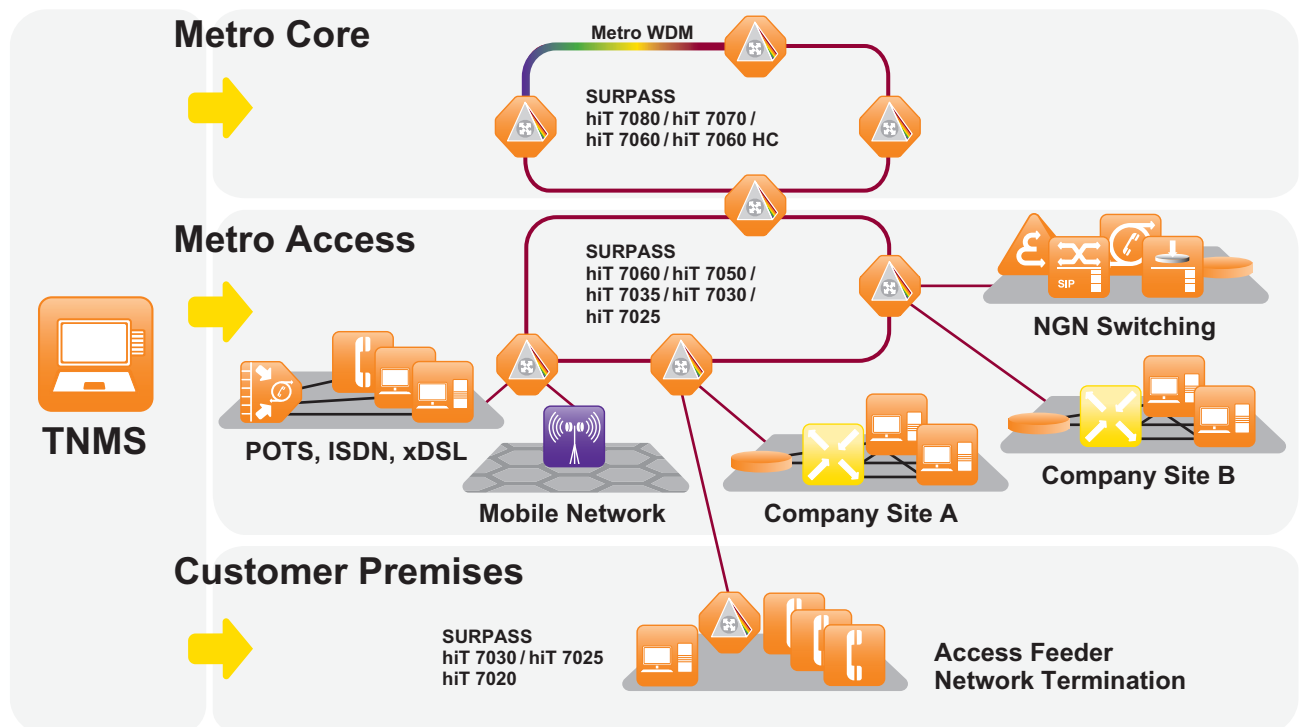 Metro Core
Metro WDM
SURPASS
hiT 7080 / hiT 7070 /
hiT 7060 / hiT 7060 HC
Metro Access
SURPASS
hiT 7060 / hiT 7050 /
hiT 7035 / hiT 7030 /
hiT 7025
SIP
NGN Switching
TNMS
POTS, ISDN, xDSL
Mobile Network
Company Site A
Company Site B
Customer Premises
SURPASS
hiT 7030 / hiT 7025
hiT 7020
Access Feeder
Network Termination